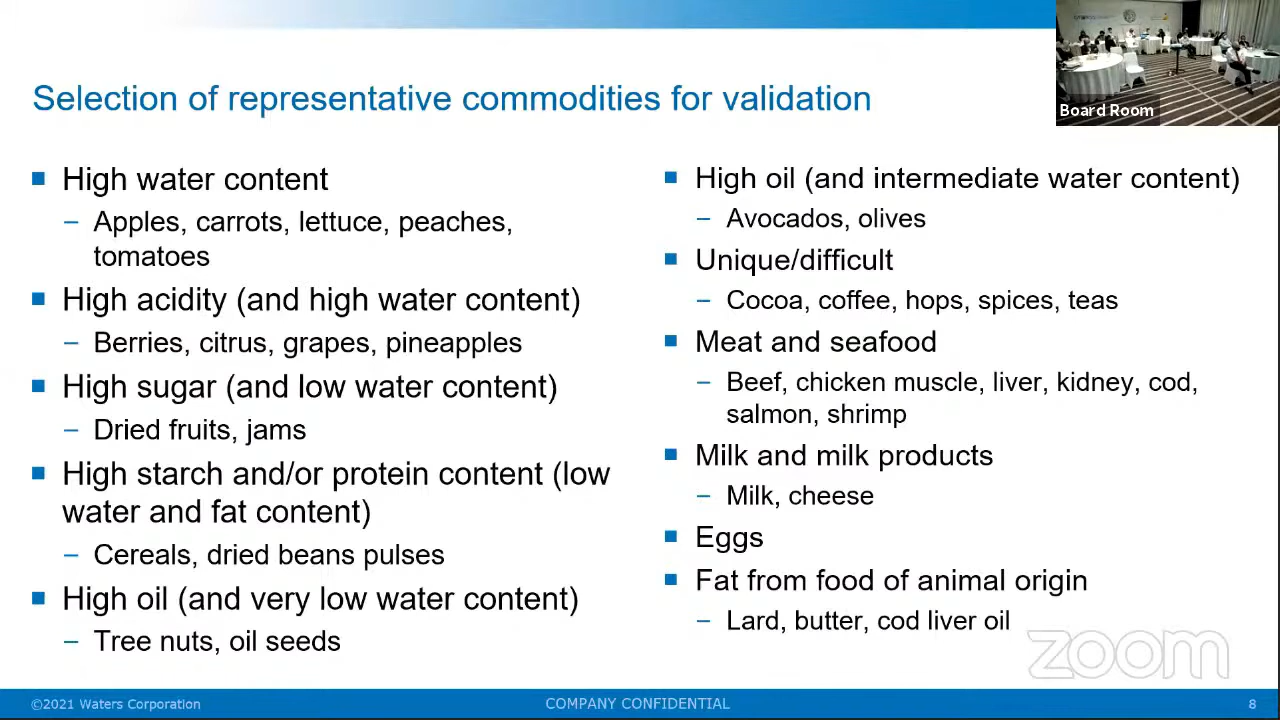 Selection of representative commodities for validation
Board Room
High water content
– Apples, carrots, lettuce, peaches,
tomatoes
High acidity (and high water content)
– Berries, citrus, grapes, pineapples
High sugar (and low water content)
– Dried fruits, jams
High starch and/or protein content (low
water and fat content)
– Cereals, dried beans pulses
High oil (and very low water content)
– Tree nuts, oil seeds
High oil (and intermediate water content)
– Avocados, olives
Unique/difficult
– Cocoa, coffee, hops, spices, teas
Meat and seafood
– Beef, chicken muscle, liver, kidney, cod,
salmon, shrimp
Milk and milk products
– Milk, cheese
Eggs
Fat from food of animal origin
– Lard, butter, cod liver oil
zoom
©2021 Waters Corporation
COMPANY CONFIDENTIAL
8